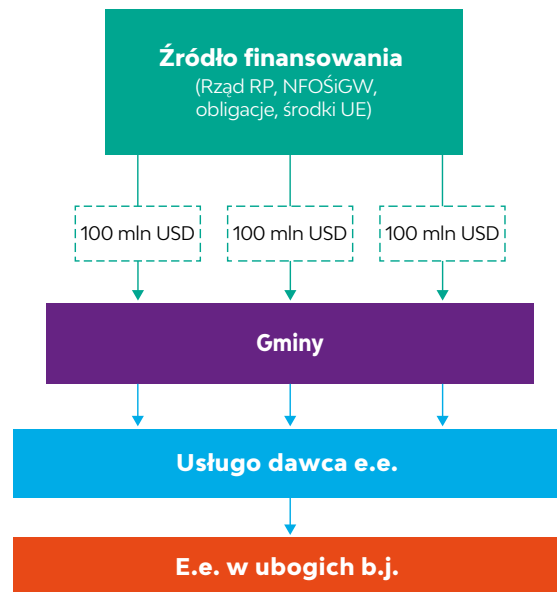 Źródło finansowania
(Rząd RP, NFOŚiGW,
obligacje, środki UE)
100 mln USD
100 mln USD
100 mln USD
Gminy
Usługo dawca e.e.
E.e. w ubogich b.j.